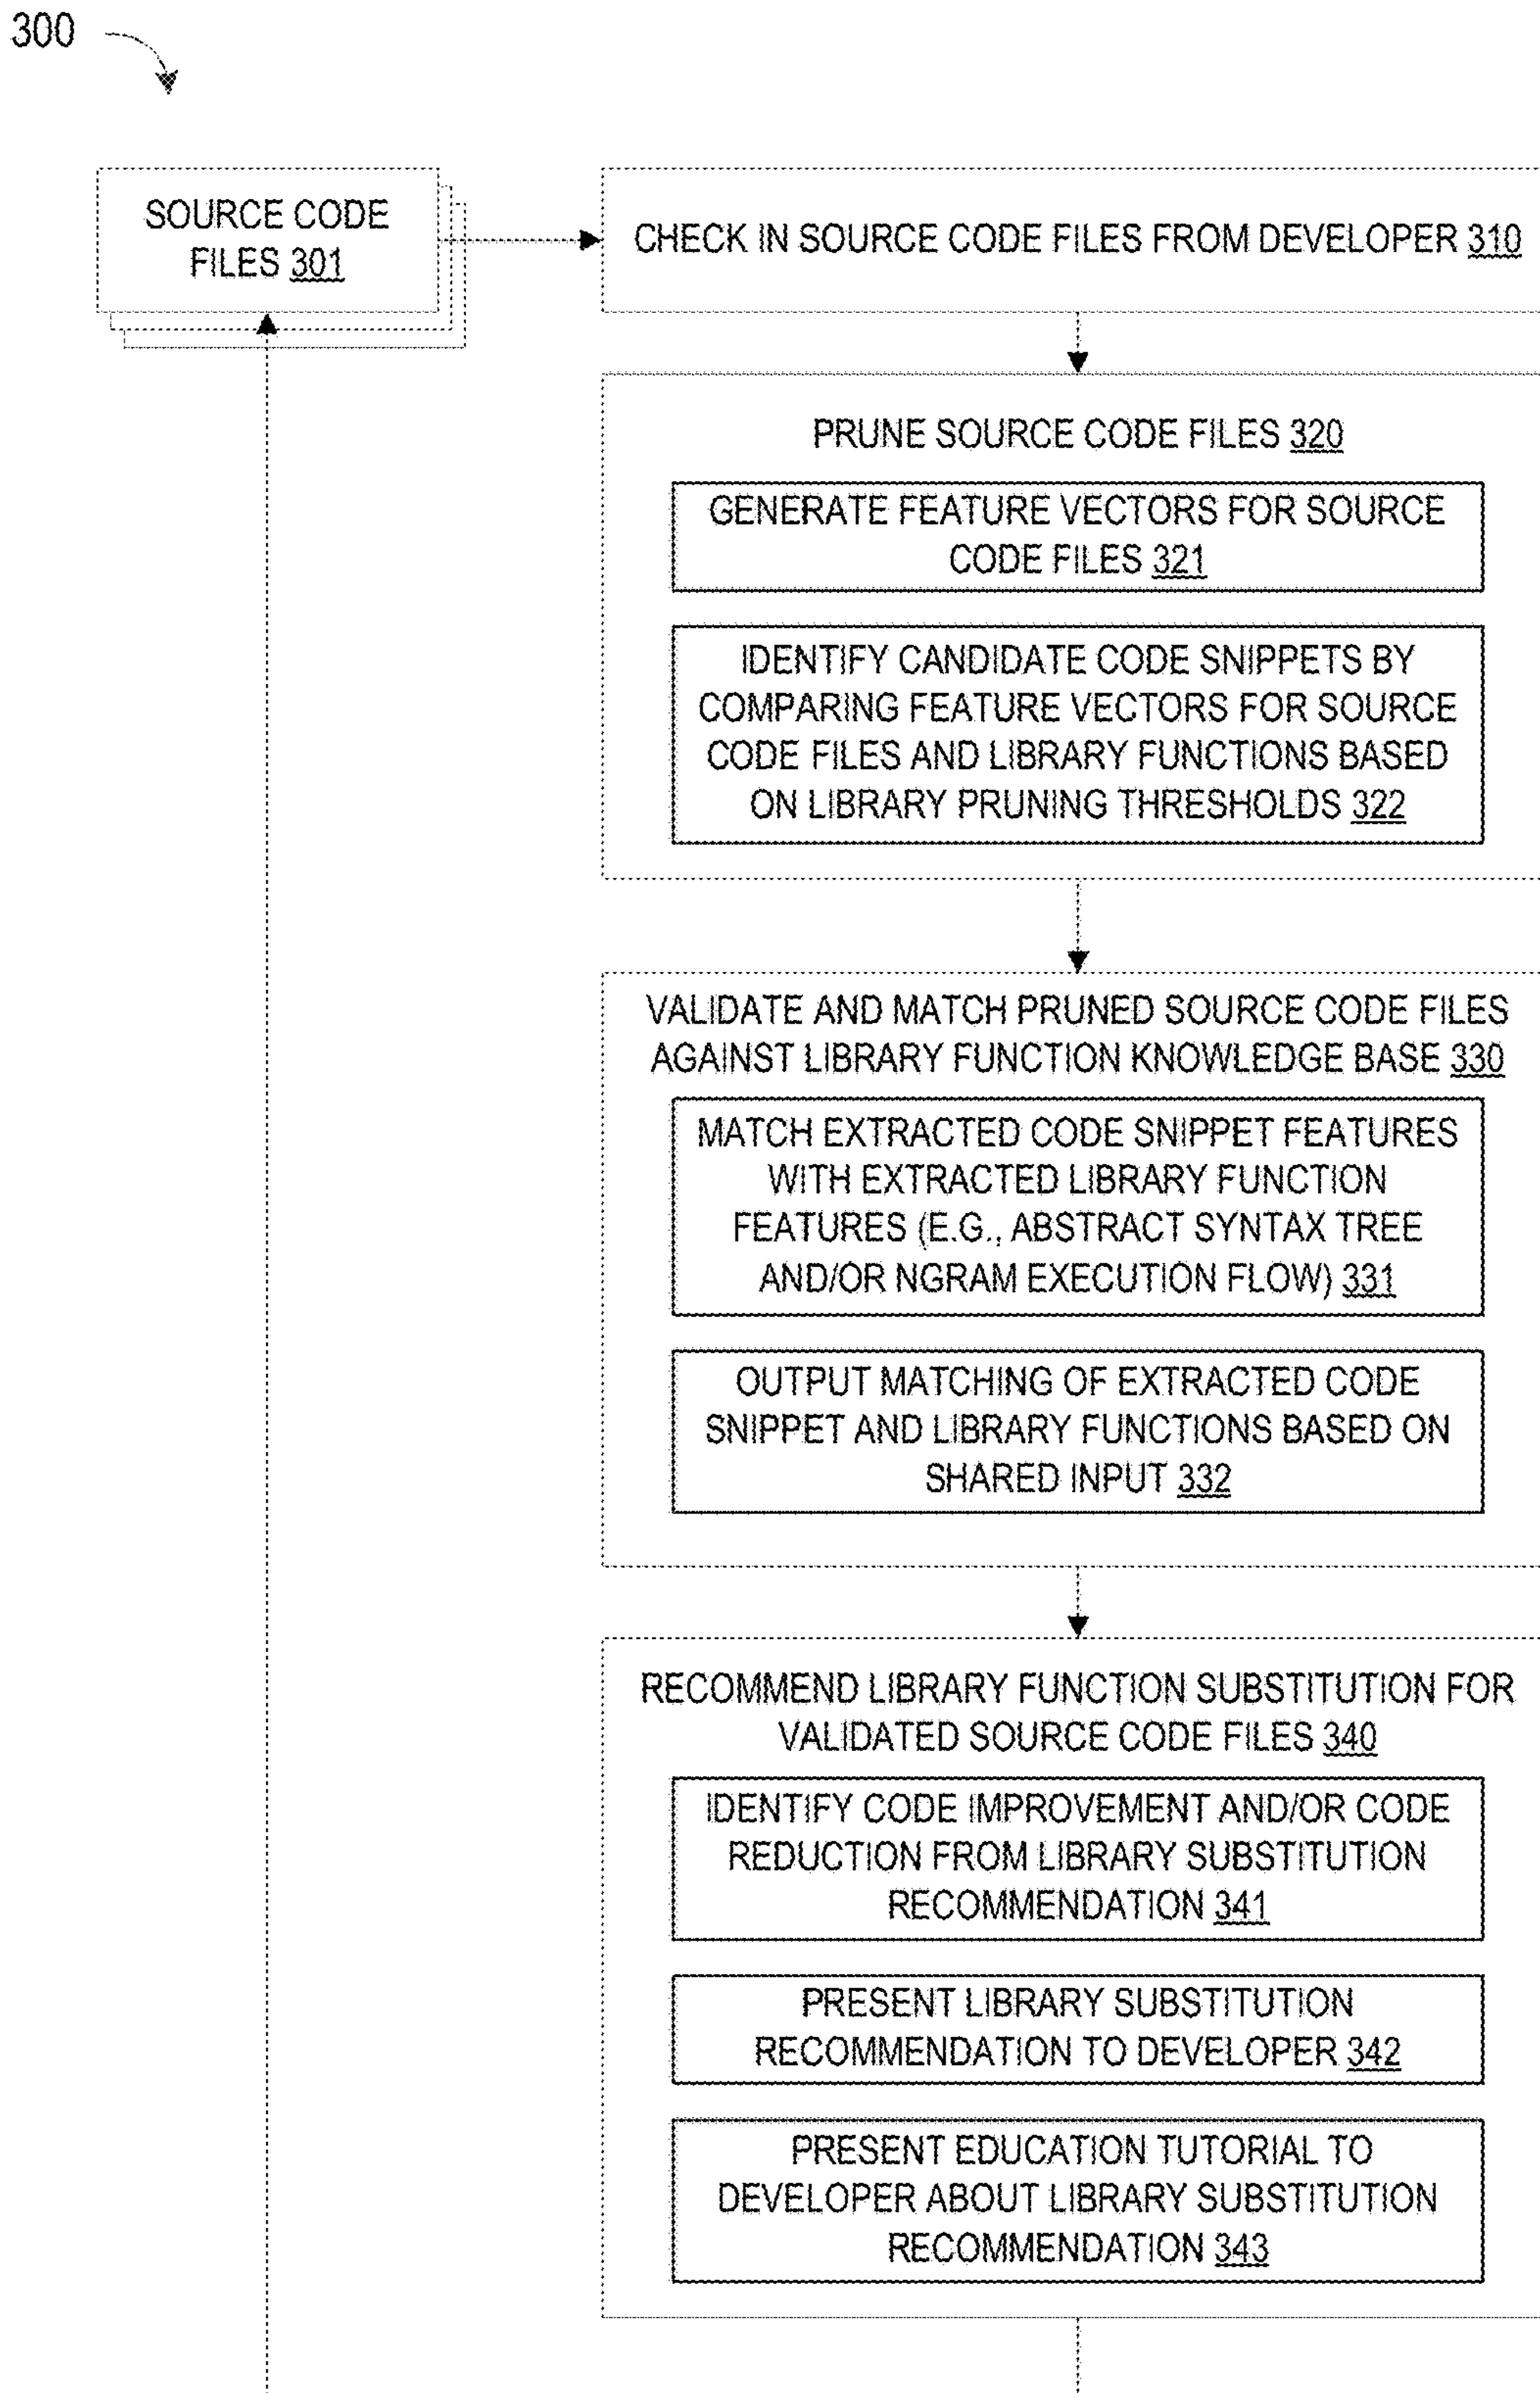 300
SOURCE CODE
FILES 301
CHECK IN SOURCE CODE FILES FROM DEVELOPER 310
PRUNE SOURCE CODE FILES 320
GENERATE FEATURE VECTORS FOR SOURCE
CODE FILES 321
IDENTIFY CANDIDATE CODE SNIPPETS BY
COMPARING FEATURE VECTORS FOR SOURCE
CODE FILES AND LIBRARY FUNCTIONS BASED
ON LIBRARY PRUNING THRESHOLDS 322
VALIDATE AND MATCH PRUNED SOURCE CODE FILES
AGAINST LIBRARY FUNCTION KNOWLEDGE BASE 330
MATCH EXTRACTED CODE SNIPPET FEATURES
WITH EXTRACTED LIBRARY FUNCTION
FEATURES (E.G., ABSTRACT SYNTAX TREE
AND/OR NGRAM EXECUTION FLOW) 331
OUTPUT MATCHING OF EXTRACTED CODE
SNIPPET AND LIBRARY FUNCTIONS BASED ON
SHARED INPUT 332
RECOMMEND LIBRARY FUNCTION SUBSTITUTION FOR
VALIDATED SOURCE CODE FILES 340
IDENTIFY CODE IMPROVEMENT AND/OR CODE
REDUCTION FROM LIBRARY SUBSTITUTION
RECOMMENDATION 341
PRESENT LIBRARY SUBSTITUTION
RECOMMENDATION TO DEVELOPER 342
PRESENT EDUCATION TUTORIAL TO
DEVELOPER ABOUT LIBRARY SUBSTITUTION
RECOMMENDATION 343